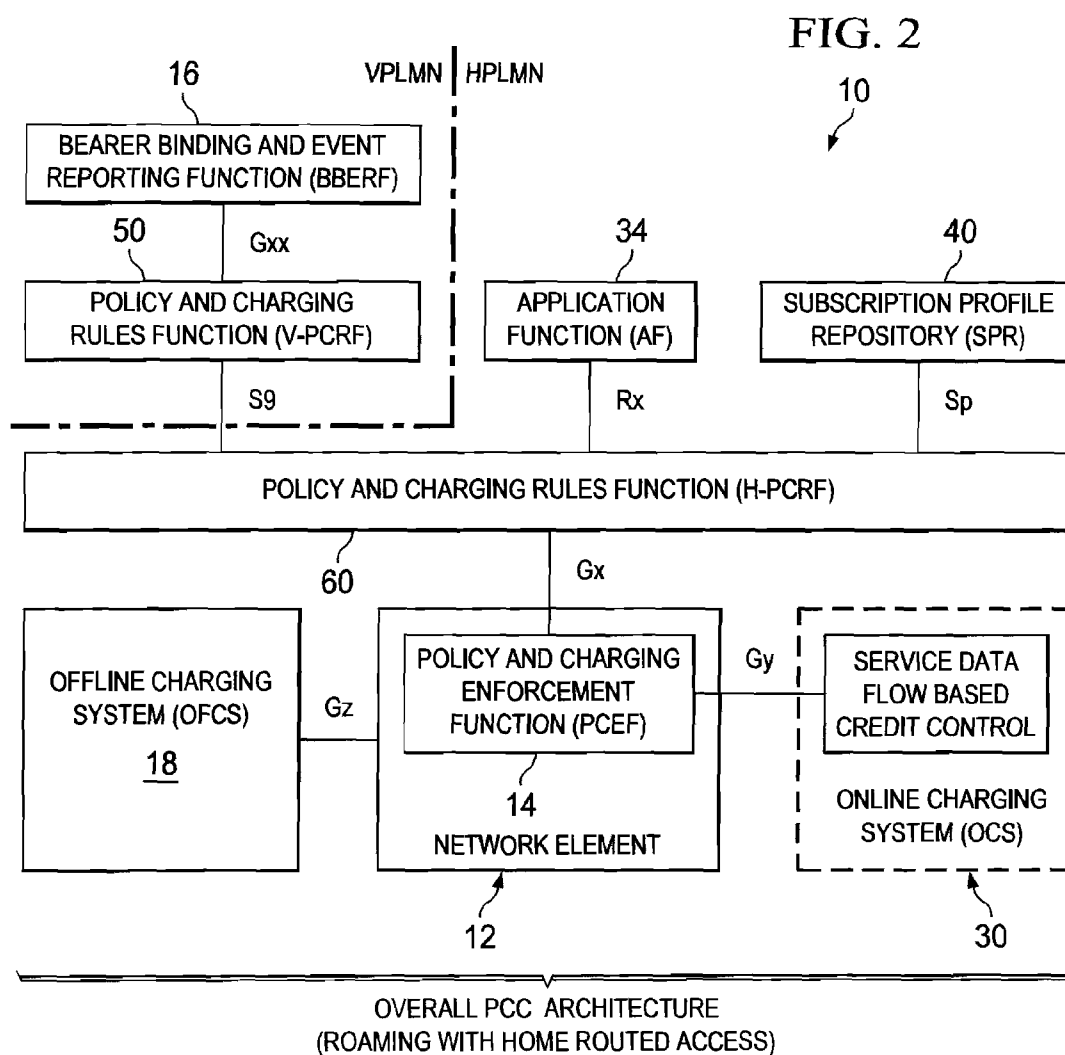 FIG. 2
VPLMN
HPLMN
16
10
BEARER BINDING AND EVENT
REPORTING FUNCTION (BBERF)
Gxx
50
POLICY AND CHARGING
RULES FUNCTION (V-PCRF)
34
APPLICATION
FUNCTION (AF)
40
SUBSCRIPTION PROFILE
REPOSITORY (SPR)
S9
Rx
Sp
POLICY AND CHARGING RULES FUNCTION (H-PCRF)
60
Gx
OFFLINE CHARGING
SYSTEM (OFCS)
18
Gz
POLICY AND CHARGING
ENFORCEMENT
FUNCTION (PCEF)
14
NETWORK ELEMENT
12
Gy
SERVICE DATA
FLOW BASED
CREDIT CONTROL
ONLINE CHARGING
SYSTEM (OCS)
30
OVERALL PCC ARCHITECTURE
(ROAMING WITH HOME ROUTED ACCESS)